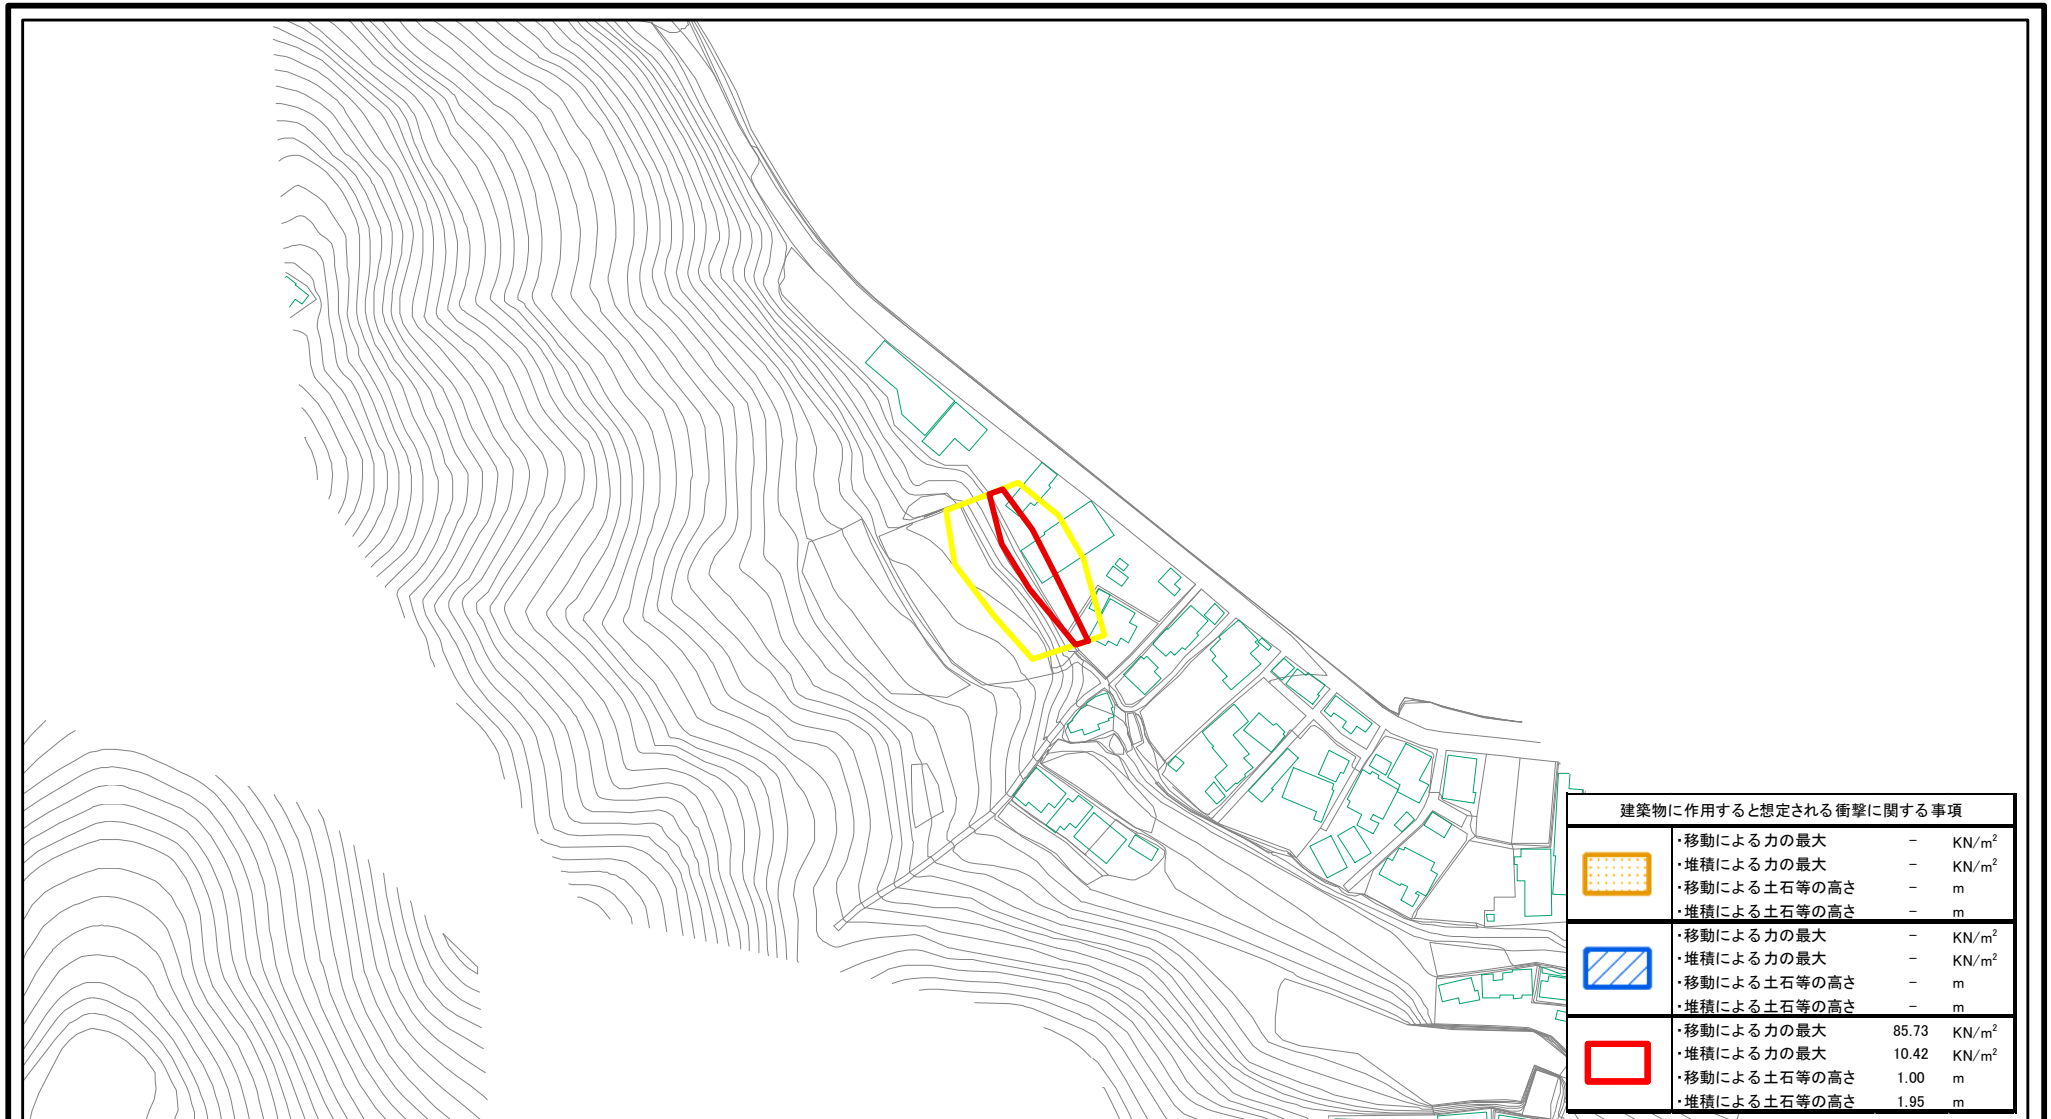 建築物に作用すると想定される衝撃に関する事項
・移動による力の最大 － KN/m²
・堆積による力の最大 － KN/m²
・移動による土石等の高さ － m
・堆積による土石等の高さ － m
・移動による力の最大 － KN/m²
・堆積による力の最大 － KN/m²
・移動による土石等の高さ － m
・堆積による土石等の高さ － m
・移動による力の最大 85.73 KN/m²
・堆積による力の最大 10.42 KN/m²
・移動による土石等の高さ 1.00 m
・堆積による土石等の高さ 1.95 m